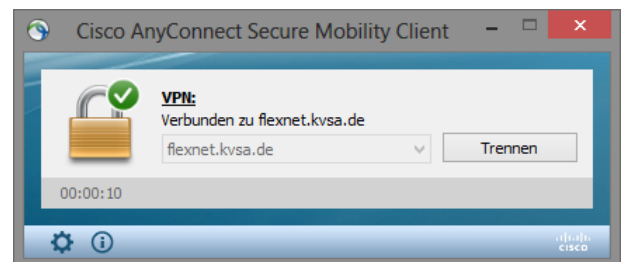 Cisco AnyConnect Secure Mobility Client
VPN:
Verbunden zu flexnet.kvsa.de
flexnet.kvsa.de
Trennen
00:00:10
CISCO